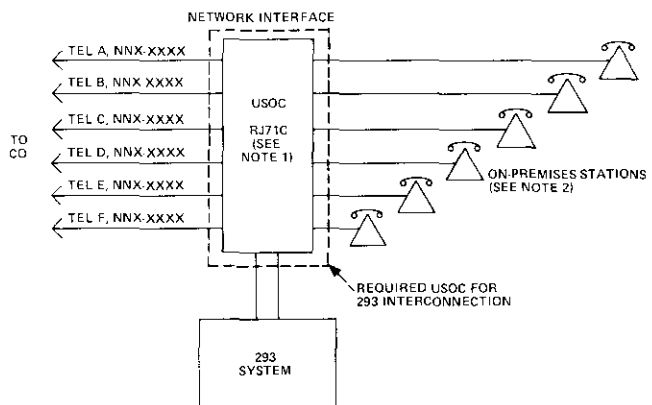 NETWORK INTERFACE
TEL A, NNX-XXXX
TEL B, NNX XXXX
TEL C, NNX-XXXX
TEL D, NNX-XXXX
TEL E, NNX-XXXX
TEL F, NNX-XXXX
TO
CO
USOC
RJ71C
(SEE
NOTE 1)
ON-PREMISES STATIONS
(SEE NOTE 2)
REQUIRED USOC FOR
293 INTERCONNECTION
293
SYSTEM